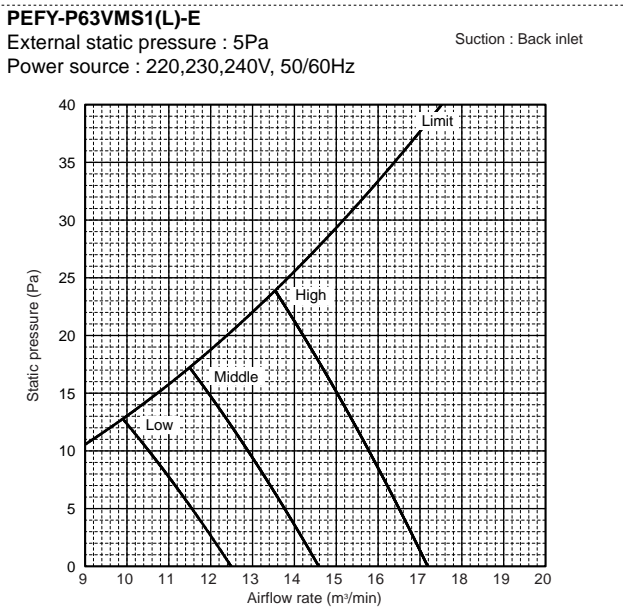 PEFY-P63VMS1(L)-E
External static pressure : 5Pa
Suction : Back inlet
Power source : 220,230,240V, 50/60Hz
40
Limit
35
30
25
High
20
Middle
15
Low
10
5
0
Static pressure (Pa)
9 10 11 12 13 14 15 16 17 18 19 20
Airflow rate (m³/min)